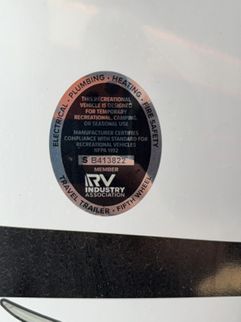 ELECTRICAL - PLUMBING - HEATING - FIRE SAFETY
THIS RECREATIONAL
VEHICLE IS DESIGNED
FOR TEMPORARY
RECREATIONAL, CAMPING,
OR SEASONAL USE.
MANUFACTURER CERTIFIES
COMPLIANCE WITH STANDARD FOR
RECREATIONAL VEHICLES
NFPA 1192
S B413822
MEMBER
RV
INDUSTRY
ASSOCIATION
TRAVEL TRAILER - FIFTH WHEEL